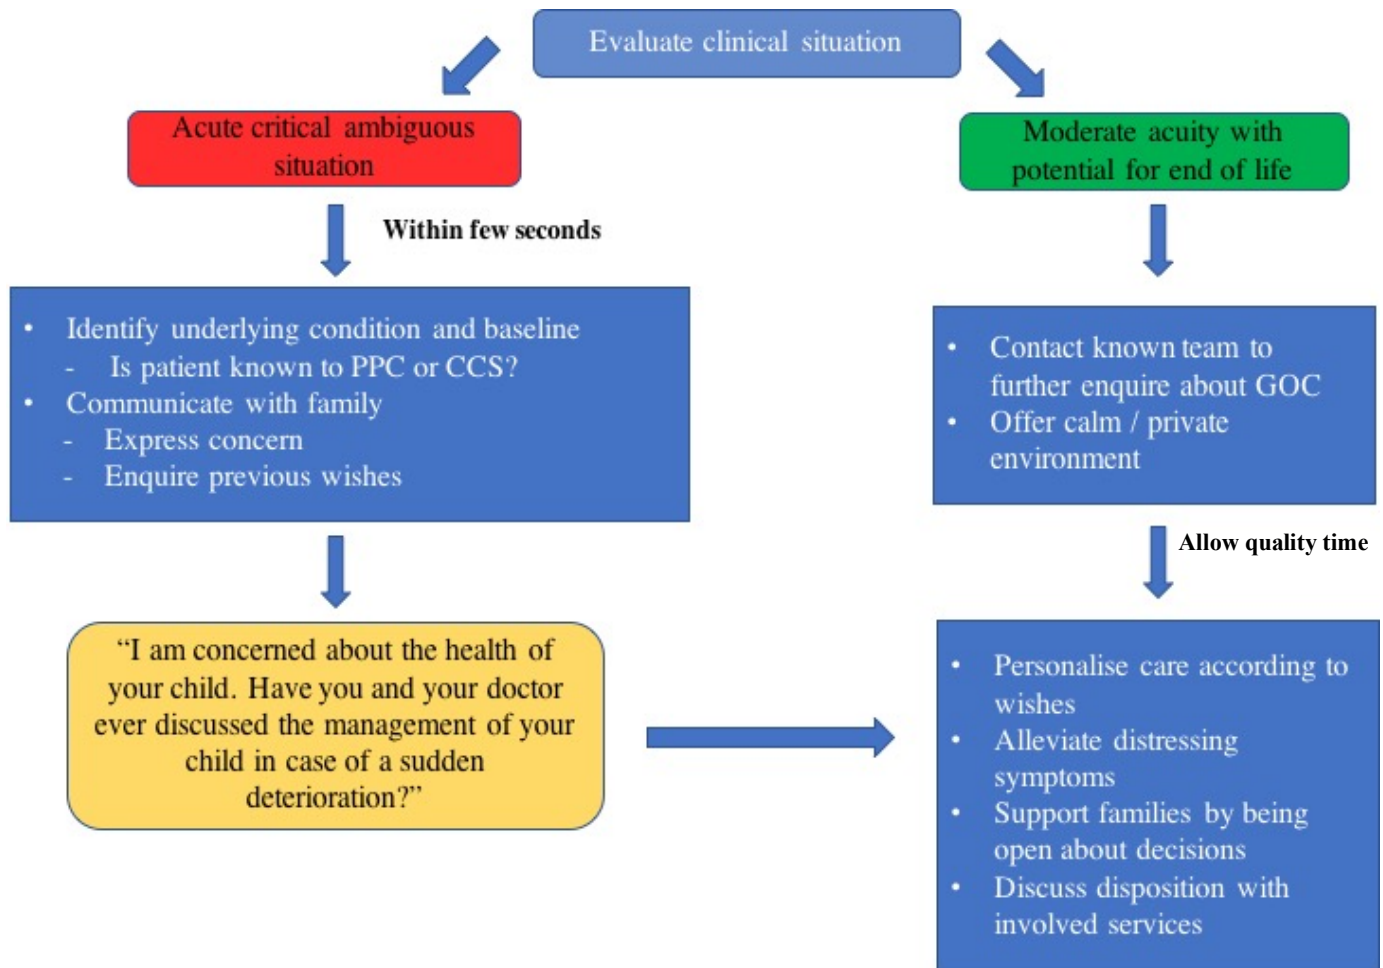 Evaluate clinical situation
Acute critical ambiguous
situation
Moderate acuity with
potential for end of life
Within few seconds
• Identify underlying condition and baseline
- Is patient known to PPC or CCS?
• Communicate with family
- Express concern
- Enquire previous wishes
• Contact known team to
further enquire about GOC
• Offer calm / private
environment
Allow quality time
“I am concerned about the health of
your child. Have you and your doctor
ever discussed the management of your
child in case of a sudden
deterioration?”
• Personalise care according to
wishes
• Alleviate distressing
symptoms
• Support families by being
open about decisions
• Discuss disposition with
involved services